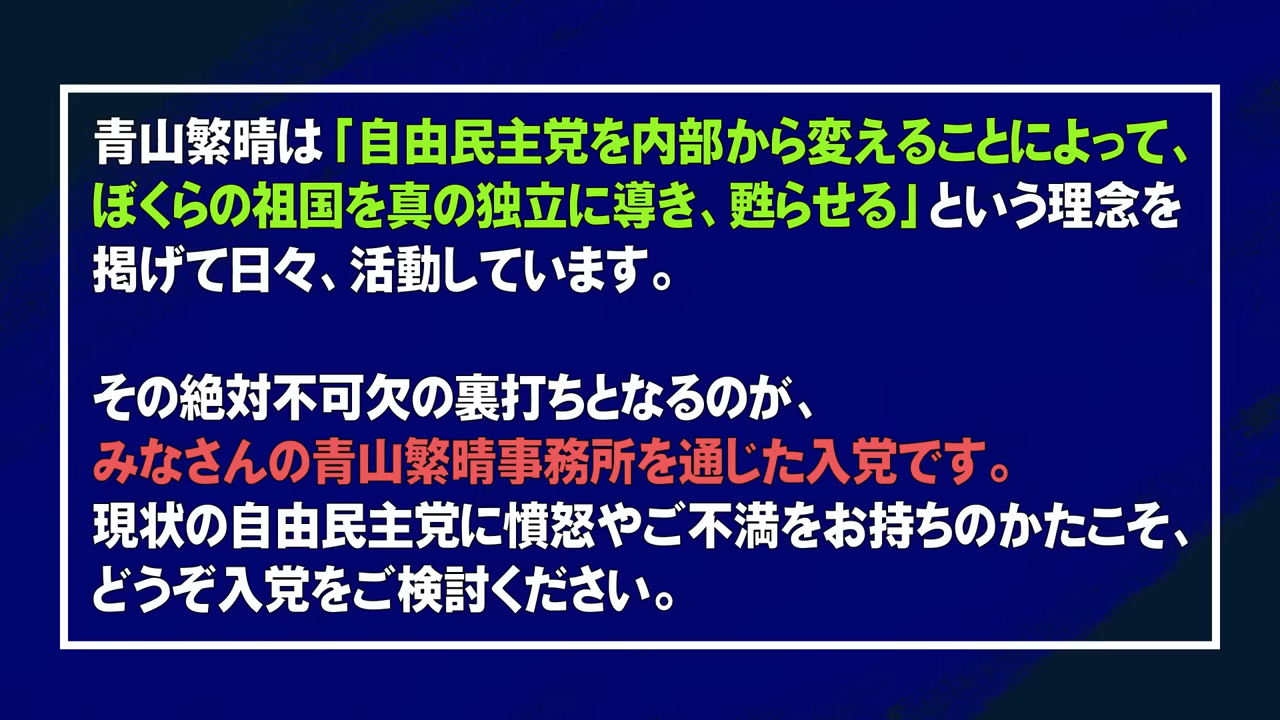 青山繁晴は「自由民主党を内部から変えることによって、
ぼくらの祖国を真の独立に導き、甦らせる」という理念を
掲げて日々、活動しています。
その絶対不可欠の裏打ちとなるのが、
みなさんの青山繁晴事務所を通じた入党です。
現状の自由民主党に憤怒やご不満をお持ちのかたこそ、
どうぞ入党をご検討ください。